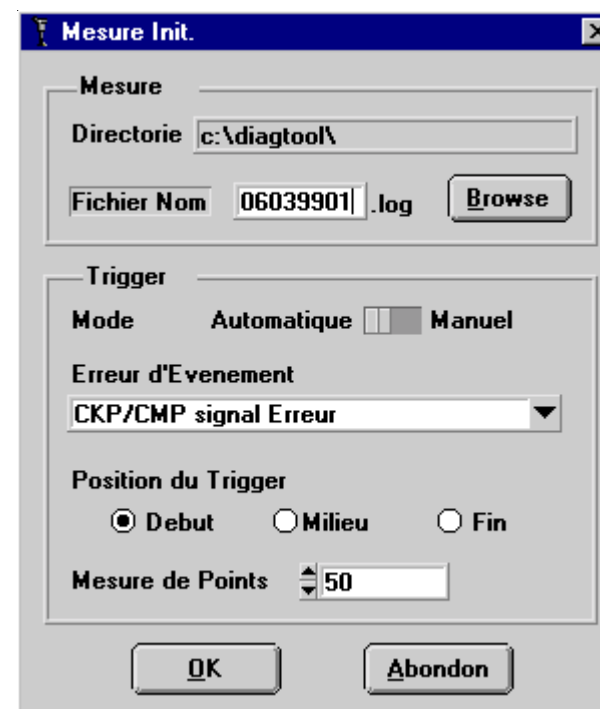 Mesure Init.
Mesure
Directorie c:\diagtool\
Fichier Nom 06039901 .log Browse
Trigger
Mode Automatique Manuel
Erreur d'Evenement
CKP/CMP signal Erreur
Position du Trigger
Debut Milieu Fin
Mesure de Points 50
OK Abondon